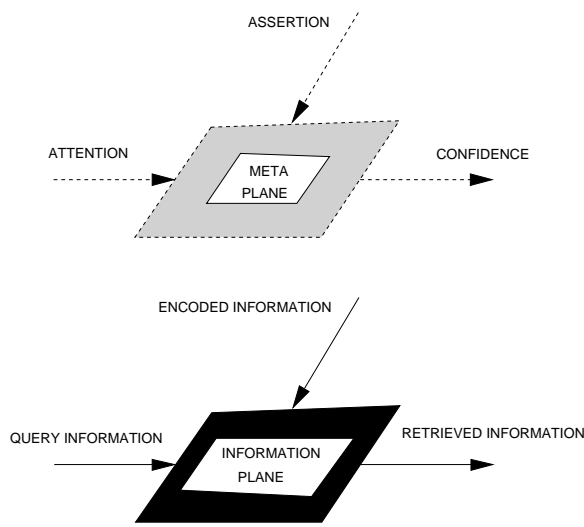 ASSERTION
ATTENTION
CONFIDENCE
META
PLANE
ENCODED INFORMATION
QUERY INFORMATION
RETRIEVED INFORMATION
INFORMATION
PLANE